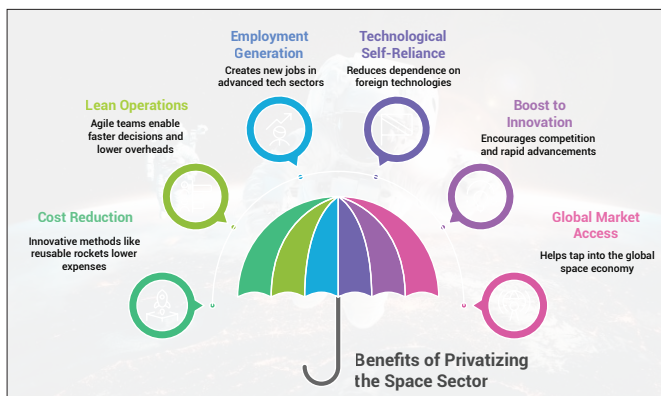 Employment
Generation
Creates new jobs in
advanced tech sectors
Technological
Self-Reliance
Reduces dependence on
foreign technologies
Lean Operations
Agile teams enable
faster decisions and
lower overheads
Boost to
Innovation
Encourages competition
and rapid advancements
Cost Reduction
Innovative methods like
reusable rockets lower
expenses
Global Market
Access
Helps tap into the global
space economy
Benefits of Privatizing
the Space Sector